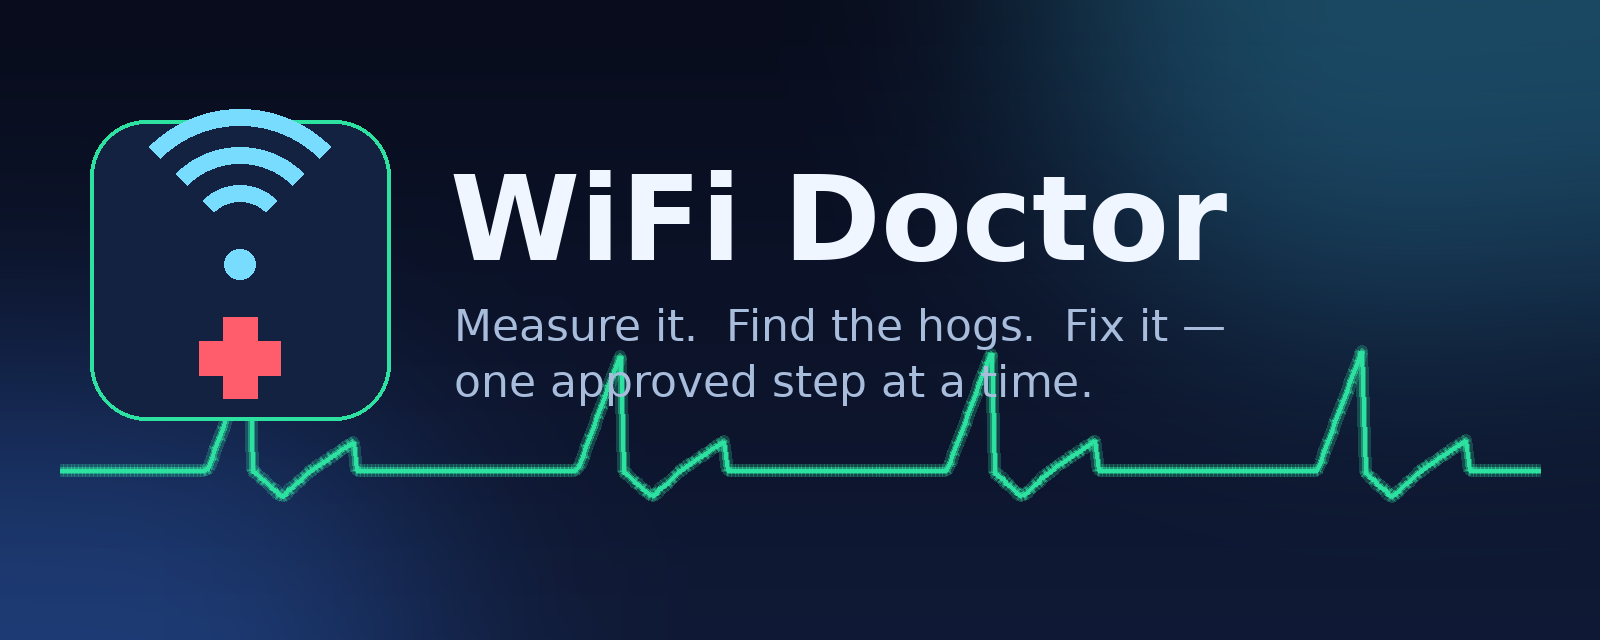 WiFi Doctor
Measure it.  Find the hogs.  Fix it —
one approved step at a time.